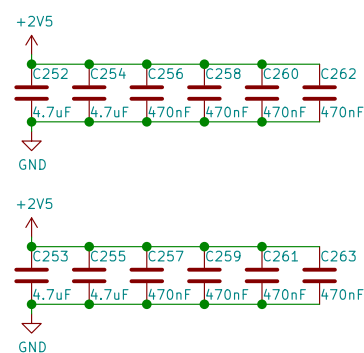 +2V5
C252 C254 C256 C258 C260 C262
4.7uF 4.7uF 470nF 470nF 470nF 470nF
GND
+2V5
C253 C255 C257 C259 C261 C263
4.7uF 4.7uF 470nF 470nF 470nF 470nF
GND